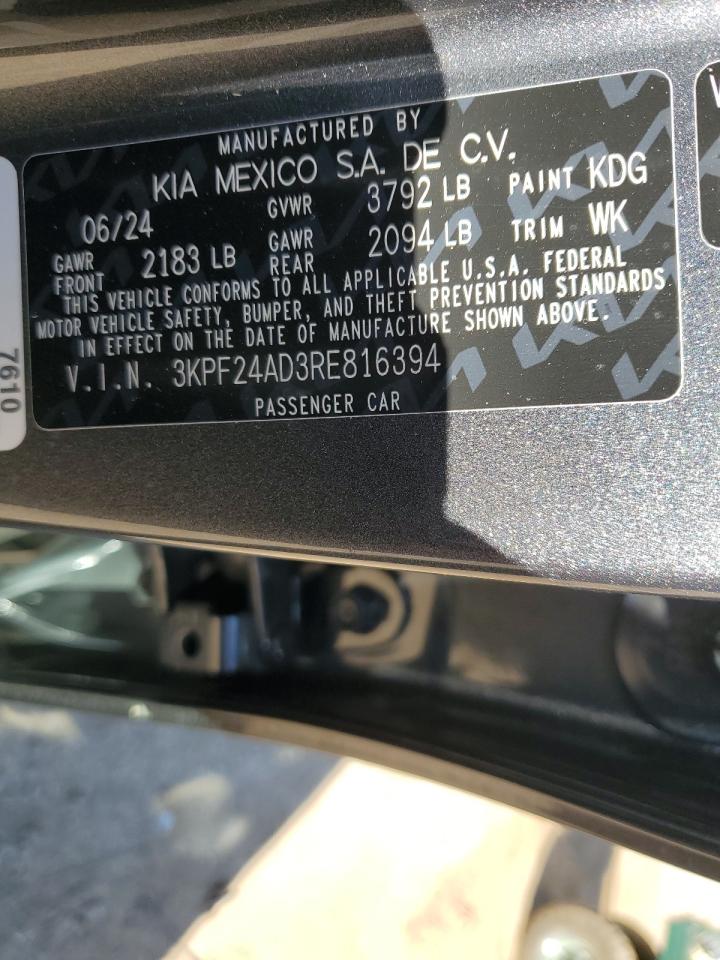 MANUFACTURED BY
KIA MEXICO S.A. DE C.V.
06/24 GVWR 3792 LB PAINT KDG
GAWR FRONT 2183 LB GAWR REAR 2094 LB TRIM WK
THIS VEHICLE CONFORMS TO ALL APPLICABLE U.S.A. FEDERAL
MOTOR VEHICLE SAFETY, BUMPER, AND THEFT PREVENTION STANDARDS
IN EFFECT ON THE DATE OF MANUFACTURE SHOWN ABOVE.
V.I.N. 3KPF24AD3RE816394
PASSENGER CAR
7610